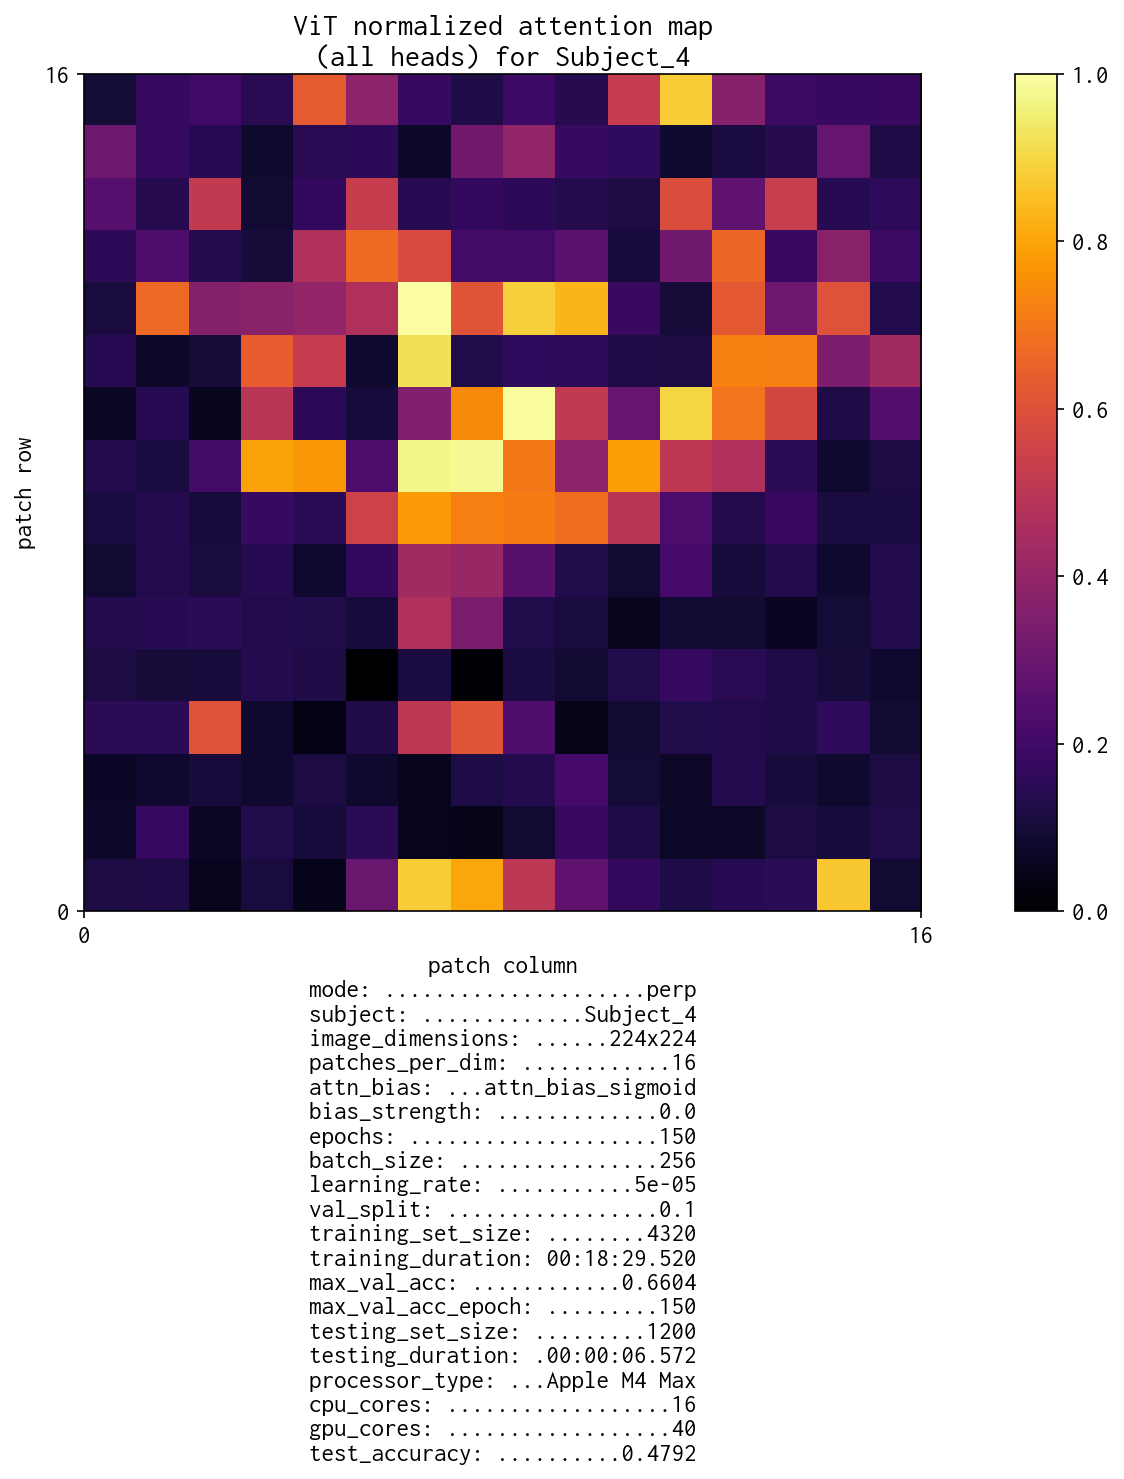 ViT normalized attention map
(all heads) for Subject_4
16
patch row
0
0
16
patch column
1.0
0.8
0.6
0.4
0.2
0.0
mode: .....................perp
subject: .............Subject_4
image_dimensions: ......224x224
patches_per_dim: ............16
attn_bias: ...attn_bias_sigmoid
bias_strength: .............0.0
epochs: ....................150
batch_size: ................256
learning_rate: ...........5e-05
val_split: .................0.1
training_set_size: ........4320
training_duration: 00:18:29.520
max_val_acc: ............0.6604
max_val_acc_epoch: .........150
testing_set_size: .........1200
testing_duration: .00:00:06.572
processor_type: ...Apple M4 Max
cpu_cores: ..................16
gpu_cores: ..................40
test_accuracy: ..........0.4792